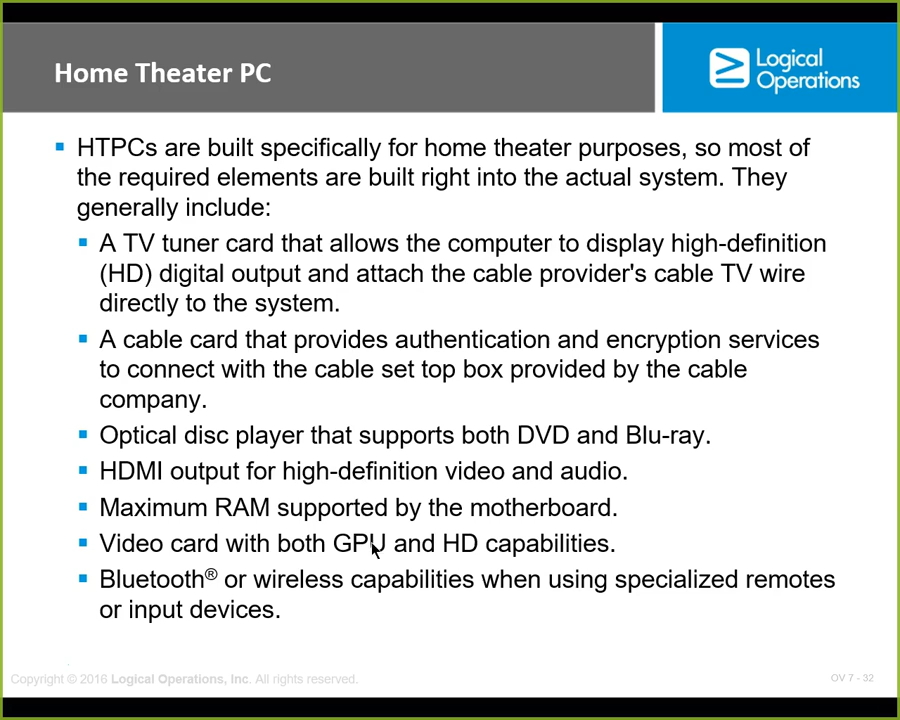 Home Theater PC
Logical
Operations
HTPCs are built specifically for home theater purposes, so most of
the required elements are built right into the actual system. They
generally include:
A TV tuner card that allows the computer to display high-definition
(HD) digital output and attach the cable provider's cable TV wire
directly to the system.
A cable card that provides authentication and encryption services
to connect with the cable set top box provided by the cable
company.
Optical disc player that supports both DVD and Blu-ray.
HDMI output for high-definition video and audio.
Maximum RAM supported by the motherboard.
Video card with both GPU and HD capabilities.
Bluetooth® or wireless capabilities when using specialized remotes
or input devices.
Copyright © 2016 Logical Operations, Inc. All rights reserved.
OV 7 - 32